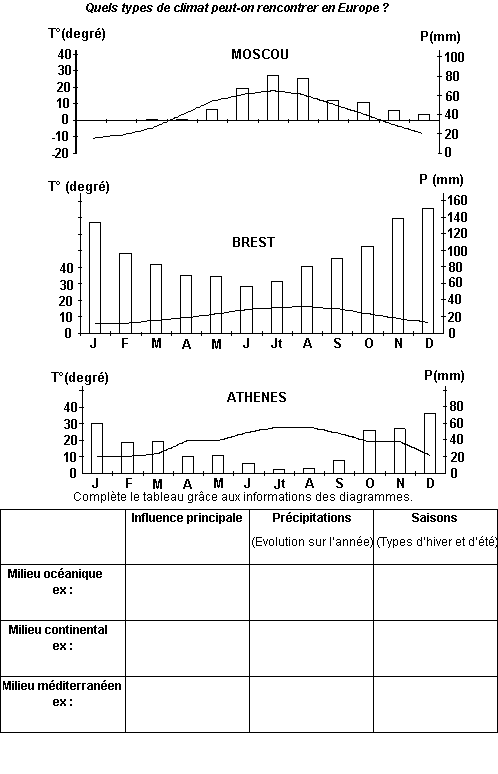 Quels types de climat peut-on rencontrer en Europe ?
T°(degré) P(mm)
MOSCOU
40 100
30 80
20 60
10 40
0 20
-10 0
-20
T° (degré) P (mm)
BREST
160
140
120
100
40 80
30 60
20 40
10 20
0 0
J F M A M J Jt A S O N D
T°(degré) P(mm)
ATHENES
40 80
30 60
20 40
10 20
0 0
J F M A M J Jt A S O N D
Complète le tableau grâce aux informations des diagrammes.
Influence principale Précipitations Saisons
(Evolution sur l'année) (Types d'hiver et d'été)
Milieu océanique
ex :
Milieu continental
ex :
Milieu méditerranéen
ex :